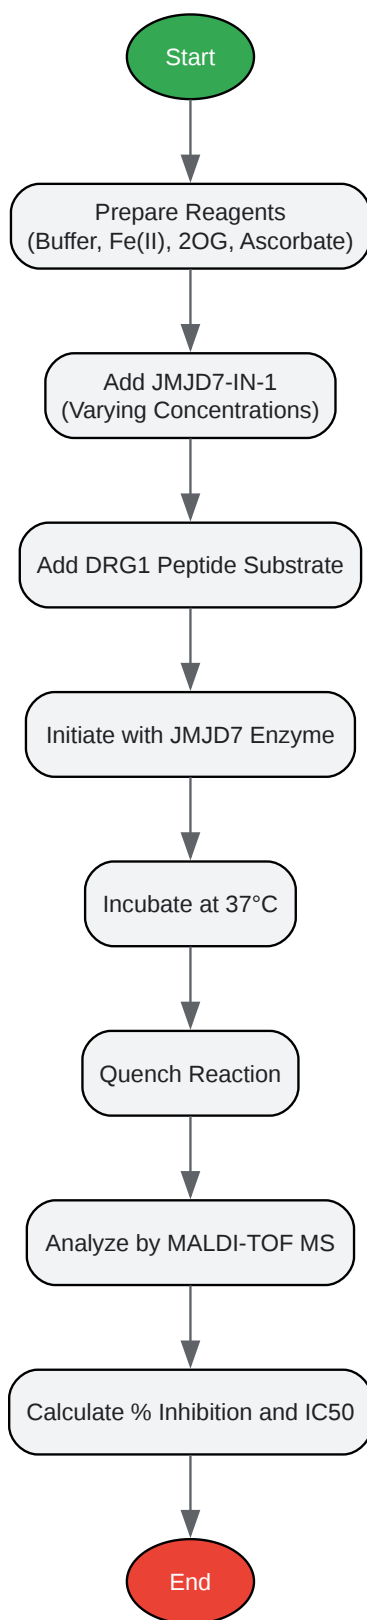 Start
Prepare Reagents
(Buffer, Fe(II), 2OG, Ascorbate)
Add JMJD7-IN-1
(Varying Concentrations)
Add DRG1 Peptide Substrate
Initiate with JMJD7 Enzyme
Incubate at 37°C
Quench Reaction
Analyze by MALDI-TOF MS
Calculate % Inhibition and IC50
End